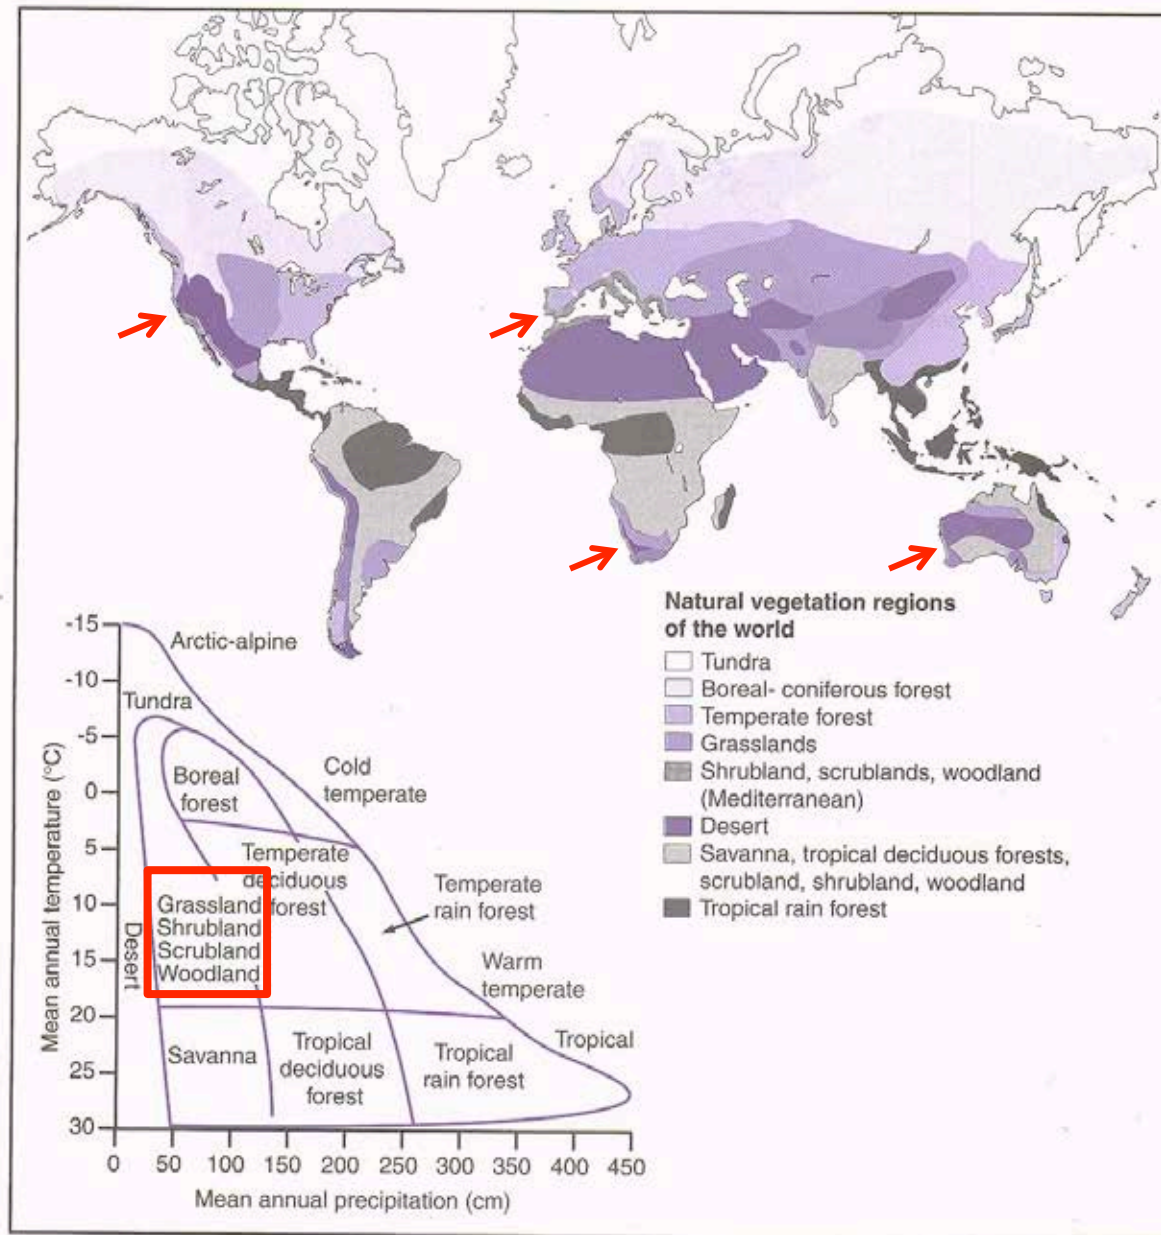 Natural vegetation regions
of the world
Tundra
Boreal- coniferous forest
Temperate forest
Grasslands
Shrubland, scrublands, woodland
(Mediterranean)
Desert
Savanna, tropical deciduous forests,
scrubland, shrubland, woodland
Tropical rain forest
Mean annual temperature (°C)
-15
-10
-5
0
5
10
15
20
25
30
Arctic-alpine
Tundra
Boreal
forest
Cold
temperate
Temperate
deciduous
forest
Temperate
rain forest
Grassland
Shrubland
Scrubland
Woodland
Desert
Warm
temperate
Savanna
Tropical
deciduous
forest
Tropical
rain forest
Tropical
0 50 100 150 200 250 300 350 400 450
Mean annual precipitation (cm)